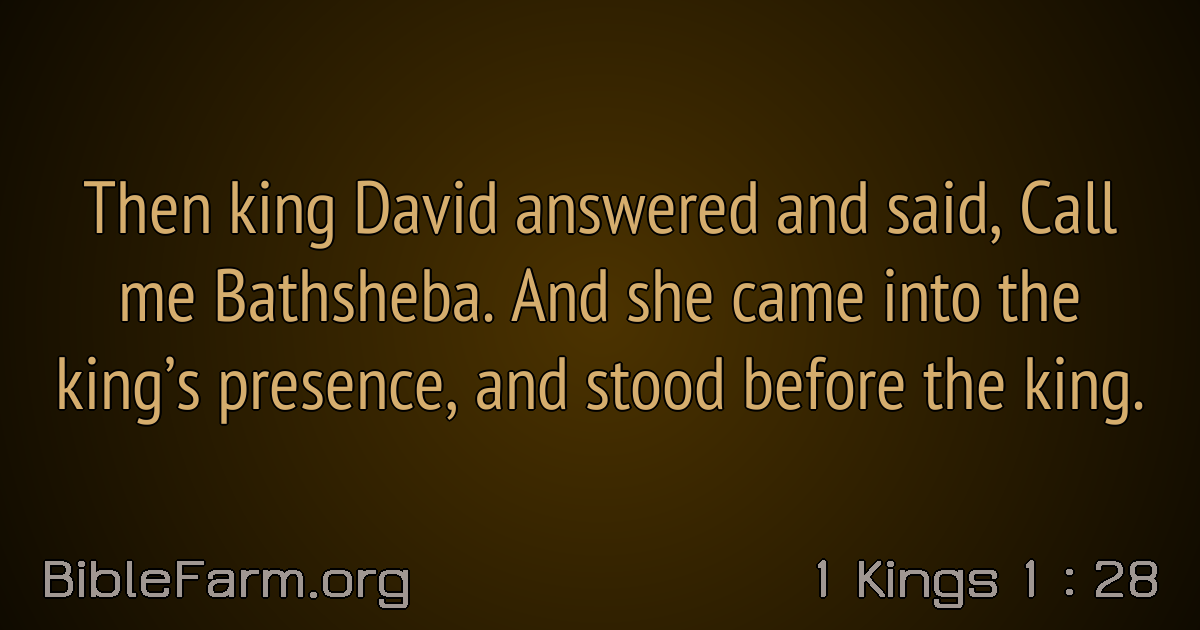 Then king David answered and said, Call
me Bathsheba. And she came into the
king’s presence, and stood before the king.
BibleFarm.org
1 Kings 1 : 28